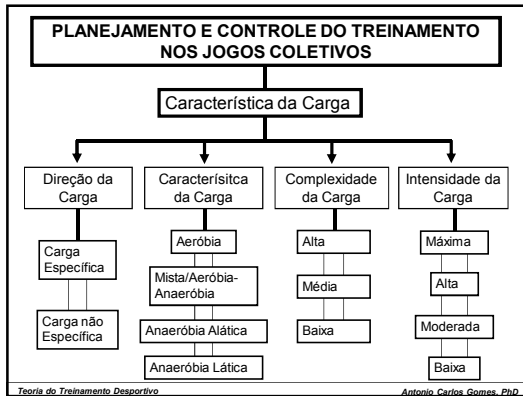 PLANEJAMENTO E CONTROLE DO TREINAMENTO
NOS JOGOS COLETIVOS
Característica da Carga
Direção da
Carga
Caracterísitca
da Carga
Complexidade
da Carga
Intensidade da
Carga
Carga
Específica
Carga não
Específica
Aeróbia
Mista/Aeróbia-
Anaeróbia
Anaeróbia Alática
Anaeróbia Lática
Alta
Média
Baixa
Máxima
Alta
Moderada
Baixa
Teoria do Treinamento Desportivo
Antonio Carlos Gomes, PhD